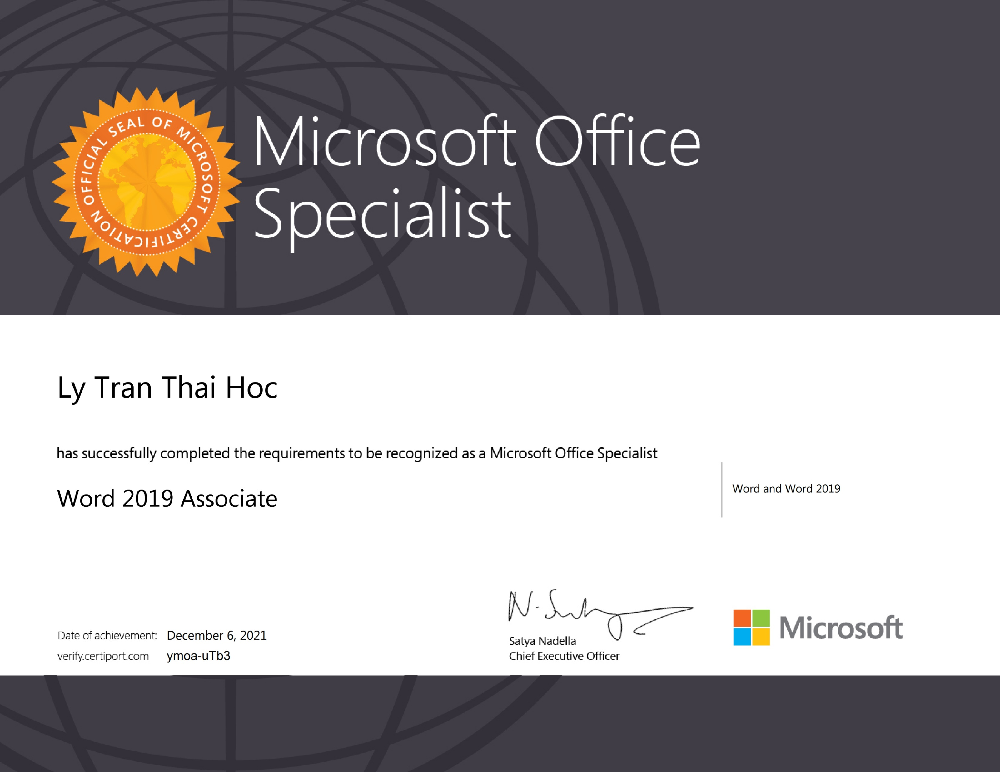 OFFICIAL SEAL OF MICROSOFT CERTIFICATION
Microsoft Office
Specialist
Ly Tran Thai Hoc
has successfully completed the requirements to be recognized as a Microsoft Office Specialist
Word 2019 Associate
Word and Word 2019
N. Satya
Date of achievement: December 6, 2021
verify.certiport.com ymoa-uTb3
Satya Nadella
Chief Executive Officer
Microsoft